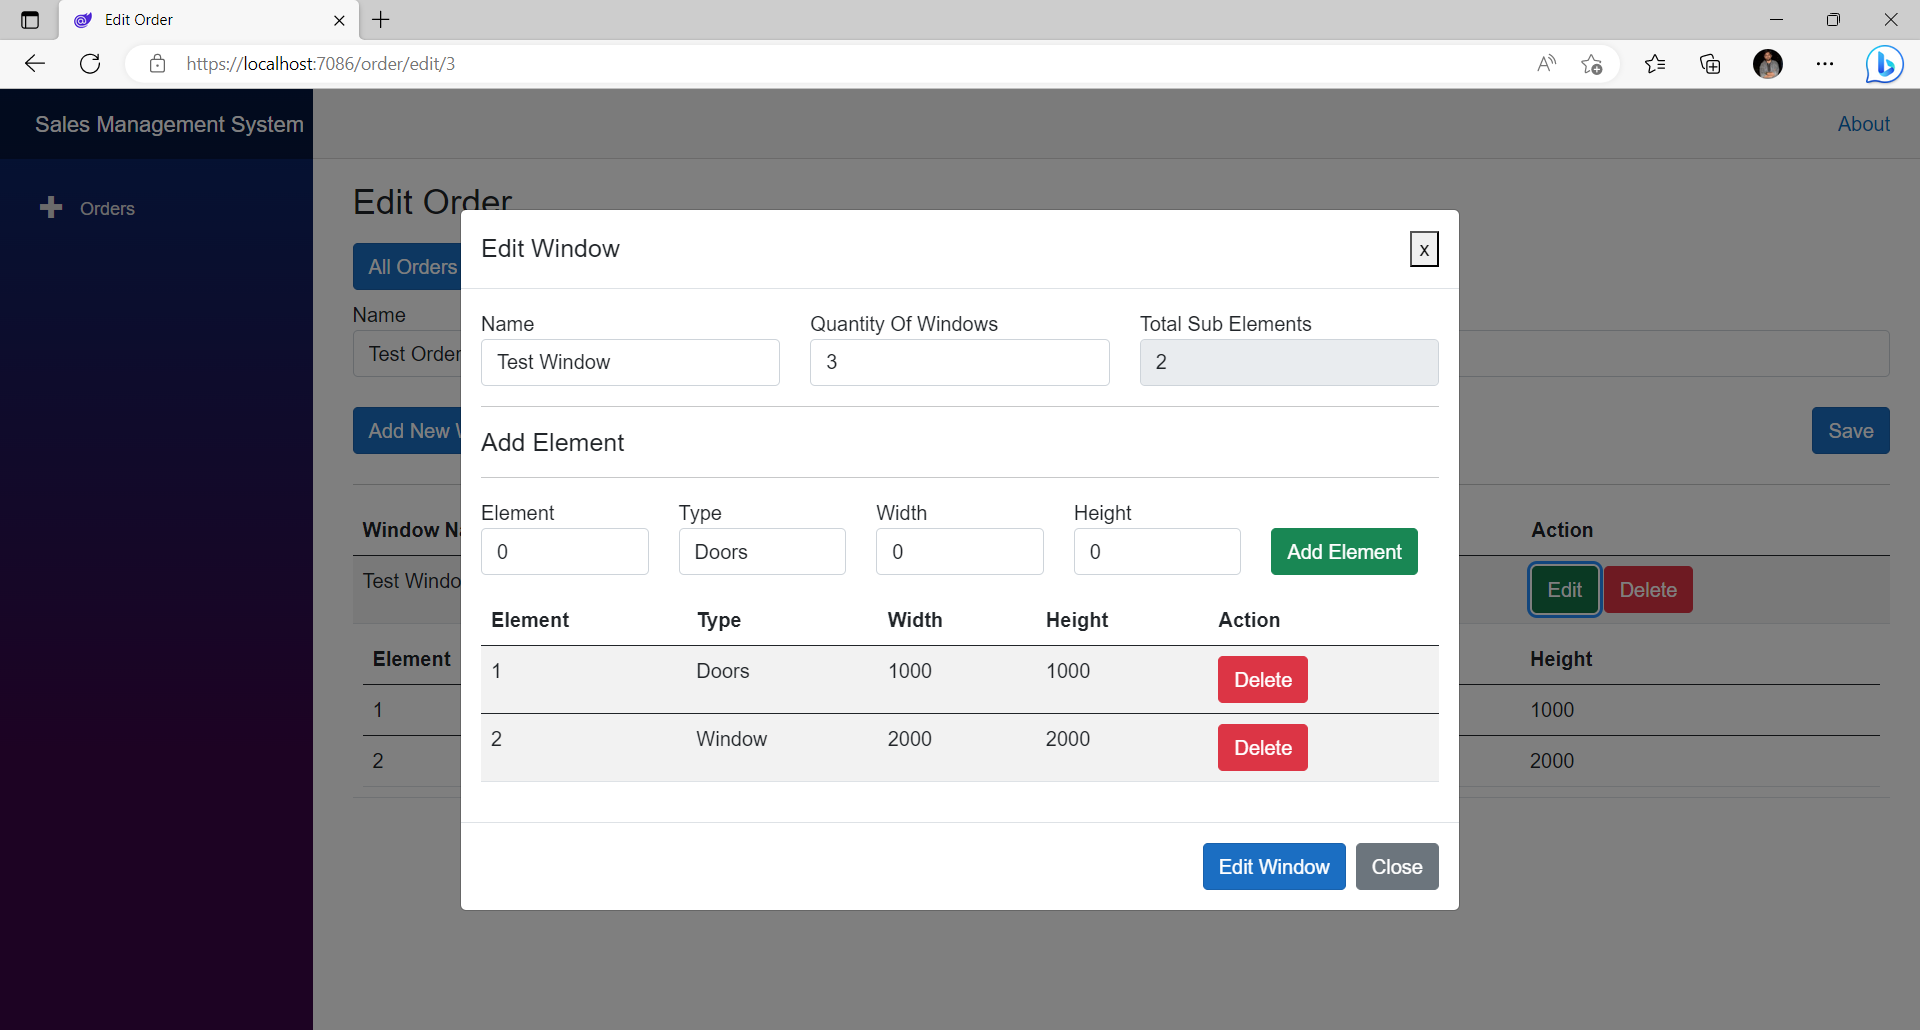 Edit Order
https://localhost:7086/order/edit/3
Sales Management System
About
Orders
Edit Order
All Orders
Name
Test Order
Add New
Save
Window
Action
Test
Edit
Delete
Element
Height
1
1000
2
2000
Edit Window
x
Name
Quantity Of Windows
Total Sub Elements
Test Window
3
2
Add Element
Element
Type
Width
Height
0
Doors
0
0
Add Element
Element Type Width Height Action
1 Doors 1000 1000 Delete
2 Window 2000 2000 Delete
Edit Window
Close